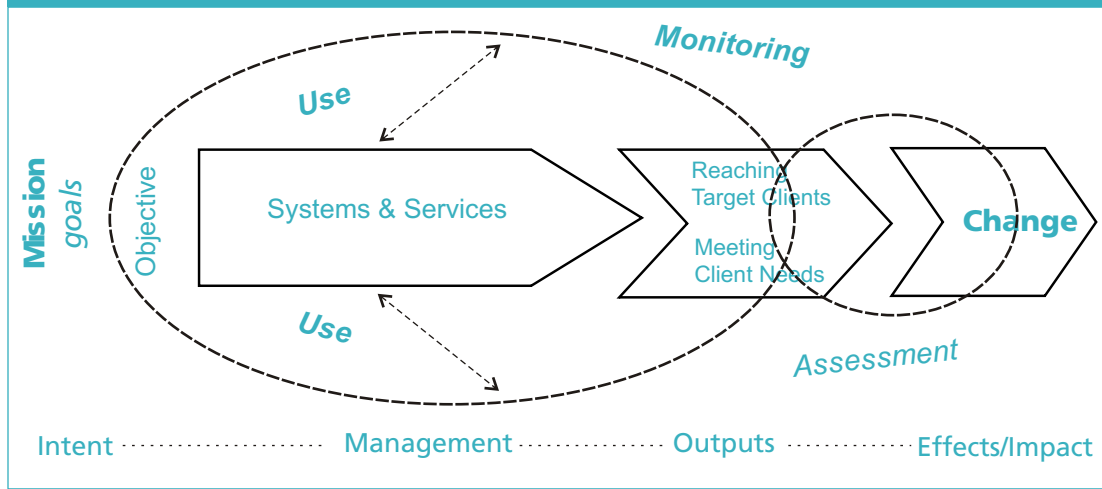 Monitoring
Use
Mission
goals
Objective
Systems & Services
Reaching
Target Clients
Meeting
Client Needs
Change
Use
Assessment
Intent
Management
Outputs
Effects/Impact